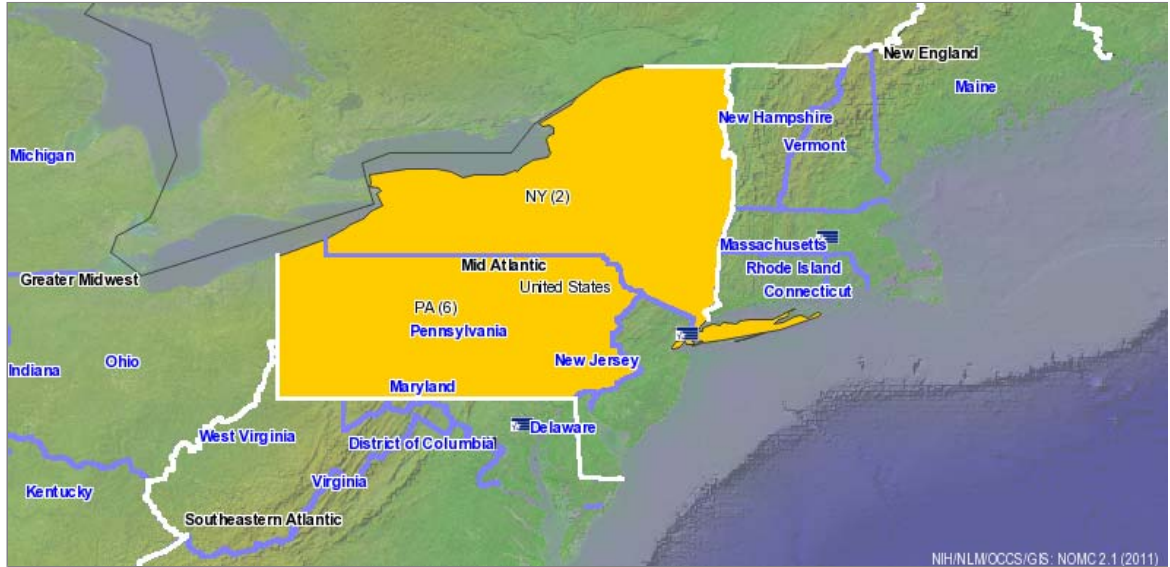 New England
Maine
New Hampshire
Vermont
Michigan
NY (2)
Massachusetts
Rhode Island
Connecticut
Greater Midwest
Mid Atlantic
United States
PA (6)
Pennsylvania
New Jersey
Ohio
Indiana
Maryland
West Virginia
District of Columbia
Delaware
Virginia
Kentucky
Southeastern Atlantic
NIH/NLM/OCCS/GIS: NOMC 2.1 (2011)